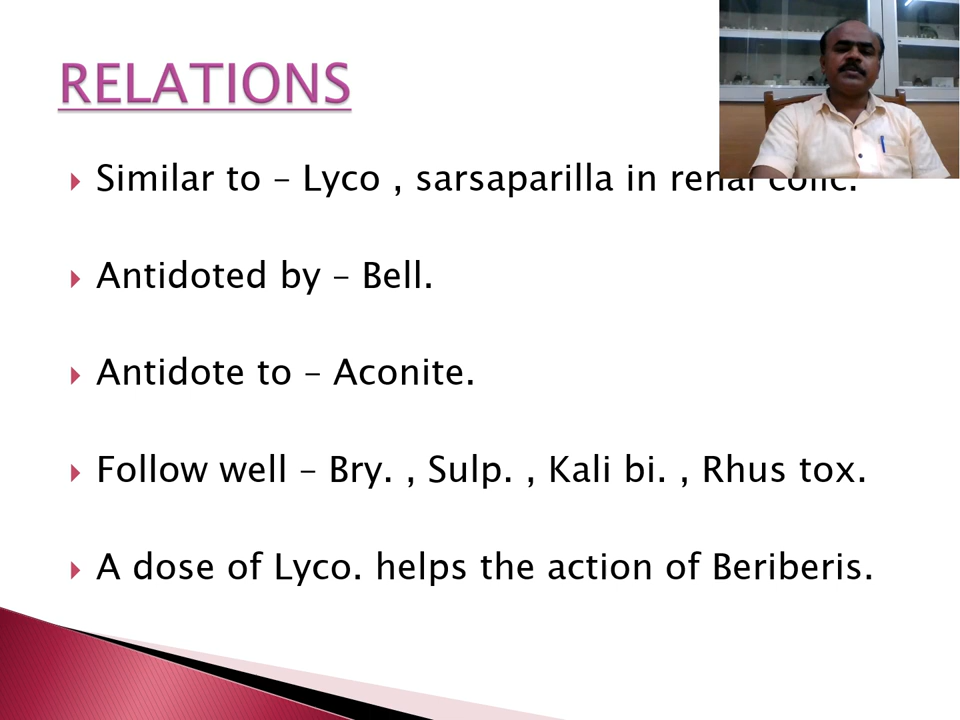 RELATIONS
Similar to – Lyco , sarsaparilla in renal colic.
Antidoted by – Bell.
Antidote to – Aconite.
Follow well – Bry. , Sulp. , Kali bi. , Rhus tox.
A dose of Lyco. helps the action of Beriberis.